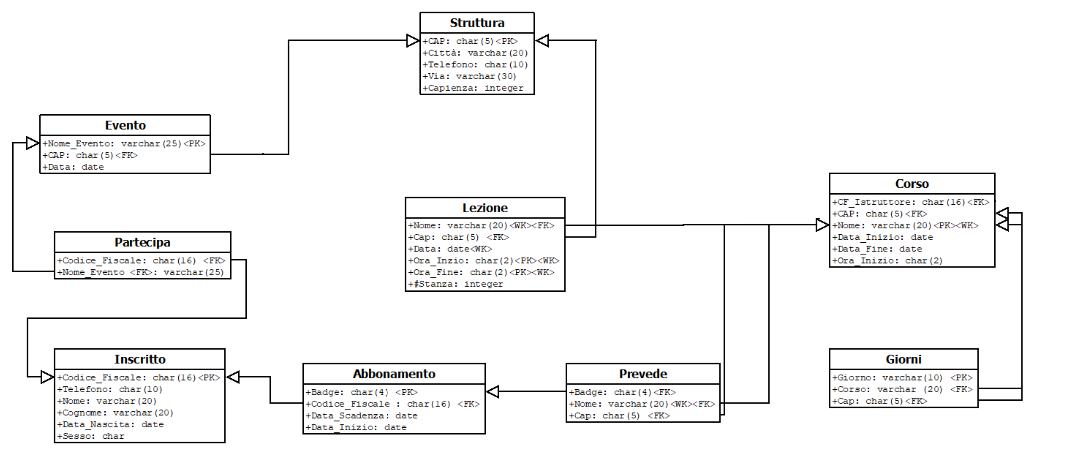 Struttura
+CAP: char(5)<PK>
+Città: varchar(20)
+Telefono: char(10)
+Via: varchar(30)
+Capienza: integer
Evento
+Nome_Evento: varchar(25)<PK>
+CAP: char(5)<FK>
+Data: date
Corso
+CF_Istruttore: char(16)<FK>
+CAP: char(5)<FK>
+Nome: varchar(20)<PK><WK>
+Data_Inizio: date
+Data_Fine: date
+Ora_Inizio: char(2)
Lezione
+Nome: varchar(20)<WK><FK>
+Cap: char(5) <FK>
+Data: date<WK>
+Ora_Inzio: char(2)<PK><WK>
+Ora_Fine: char(2)<PK><WK>
+#Stanza: integer
Partecipa
+Codice_Fiscale: char(16) <FK>
+Nome_Evento <FK>: varchar(25)
Inscritto
+Codice_Fiscale: char(16)<PK>
+Telefono: char(10)
+Nome: varchar(20)
+Cognome: varchar(20)
+Data_Nascita: date
+Sesso: char
Abbonamento
+Badge: char(4) <PK>
+Codice_Fiscale : char(16) <FK>
+Data_Scadenza: date
+Data_Inizio: date
Prevede
+Badge: char(4)<FK>
+Nome: varchar(20)<WK><FK>
+Cap: char(5) <FK>
Giorni
+Giorno: varchar(10) <PK>
+Corso: varchar (20) <FK>
+Cap: char(5)<FK>